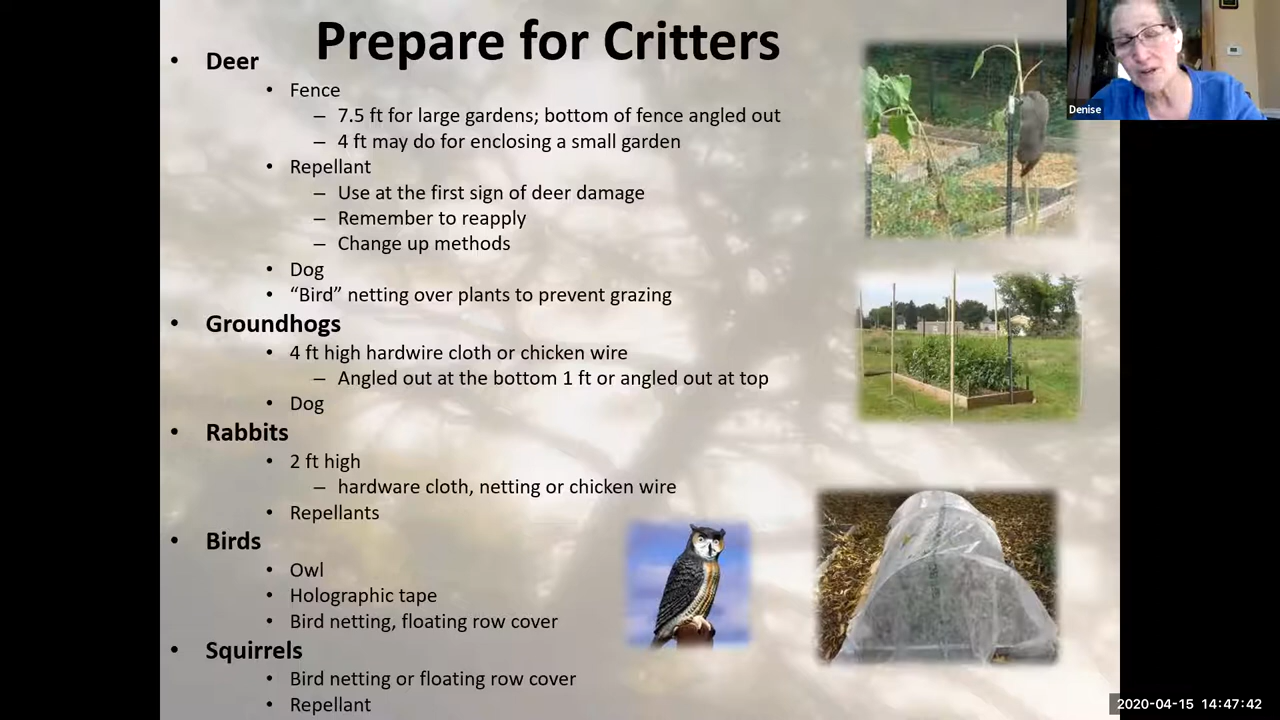 Prepare for Critters
• Deer
• Fence
– 7.5 ft for large gardens; bottom of fence angled out
– 4 ft may do for enclosing a small garden
• Repellant
– Use at the first sign of deer damage
– Remember to reapply
– Change up methods
• Dog
• “Bird” netting over plants to prevent grazing
• Groundhogs
• 4 ft high hardwire cloth or chicken wire
– Angled out at the bottom 1 ft or angled out at top
• Dog
• Rabbits
• 2 ft high
– hardware cloth, netting or chicken wire
• Repellants
• Birds
• Owl
• Holographic tape
• Bird netting, floating row cover
• Squirrels
• Bird netting or floating row cover
• Repellant
Denise
2020-04-15 14:47:42